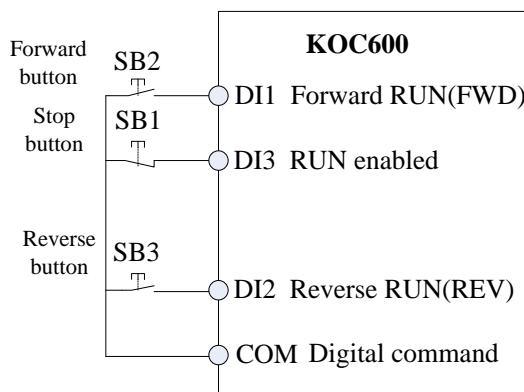 KOC600
Forward
button
SB2
DI1 Forward RUN(FWD)
Stop
button
SB1
DI3 RUN enabled
Reverse
button
SB3
DI2 Reverse RUN(REV)
COM Digital command